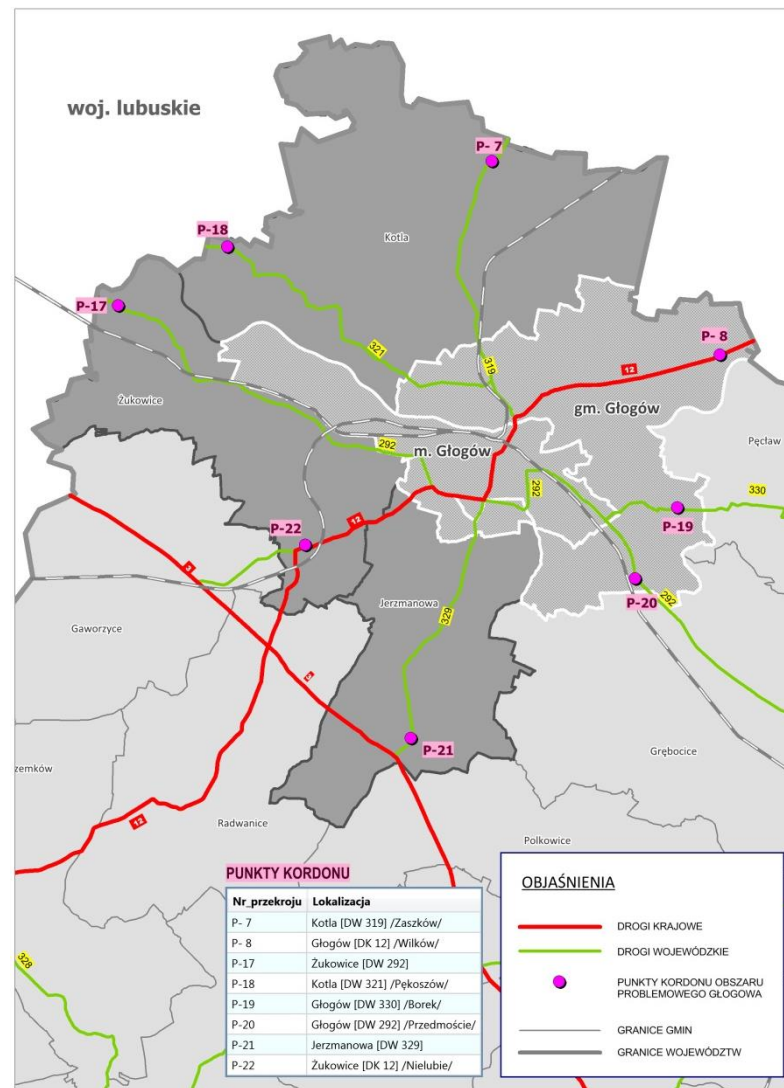 woj. lubuskie
P- 7
P-18
Kotla
P-17
321
319
P- 8
12
Żukowice
gm. Głogów
292
m. Głogów
Pęcław
292
330
12
P-19
P-22
3
P-20
Jerzmanowa
292
329
Gaworzyce
3
P-21
Grębocice
zemków
Radwanice
12
Polkowice
PUNKTY KORDONU
Nr_przekroju Lokalizacja
P- 7 Kotla [DW 319] /Zaszków/
P- 8 Głogów [DK 12] /Wilków/
P-17 Żukowice [DW 292]
P-18 Kotla [DW 321] /Pękoszów/
P-19 Głogów [DW 330] /Borek/
P-20 Głogów [DW 292] /Przedmoście/
P-21 Jerzmanowa [DW 329]
P-22 Żukowice [DK 12] /Nielubie/
328
OBJAŚNIENIA
DROGI KRAJOWE
DROGI WOJEWÓDZKIE
PUNKTY KORDONU OBSZARU
PROBLEMOWEGO GŁOGOWA
GRANICE GMIN
GRANICE WOJEWÓDZTW